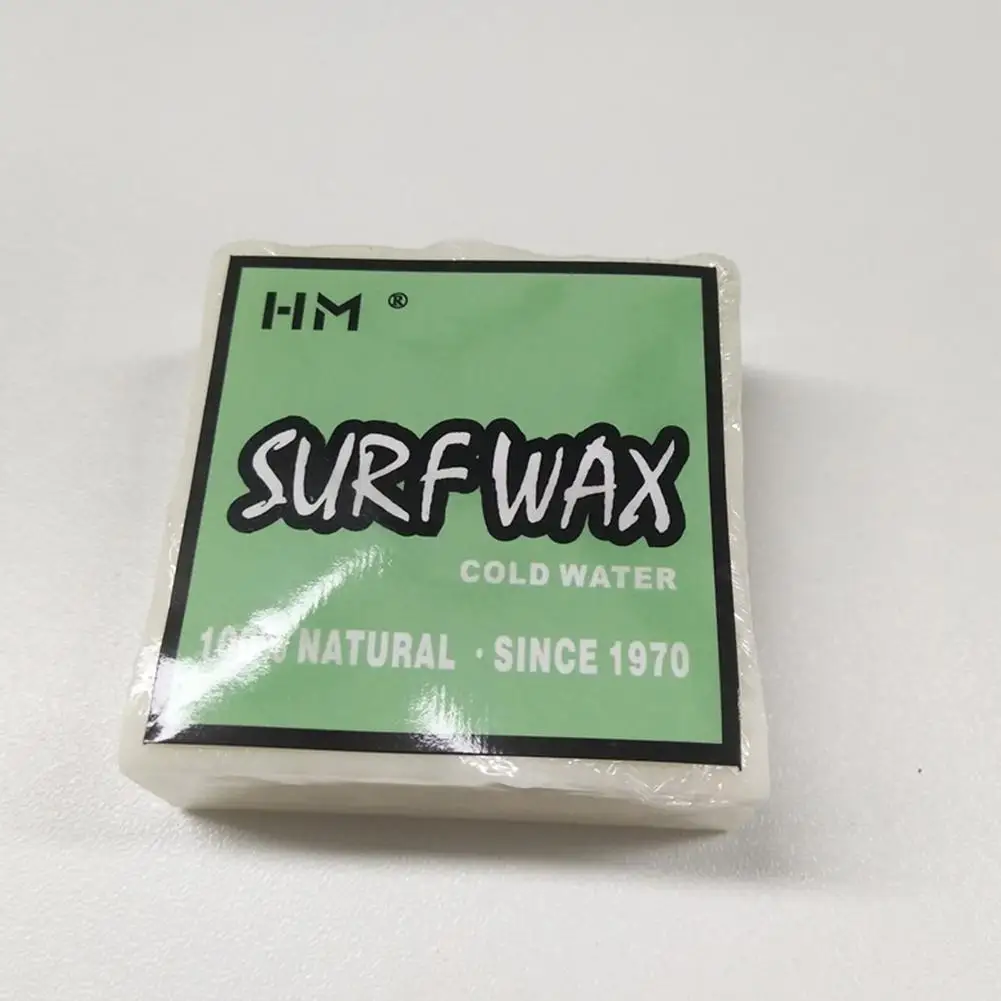 HM ®
SURF WAX
COLD WATER
NATURAL · SINCE 1970